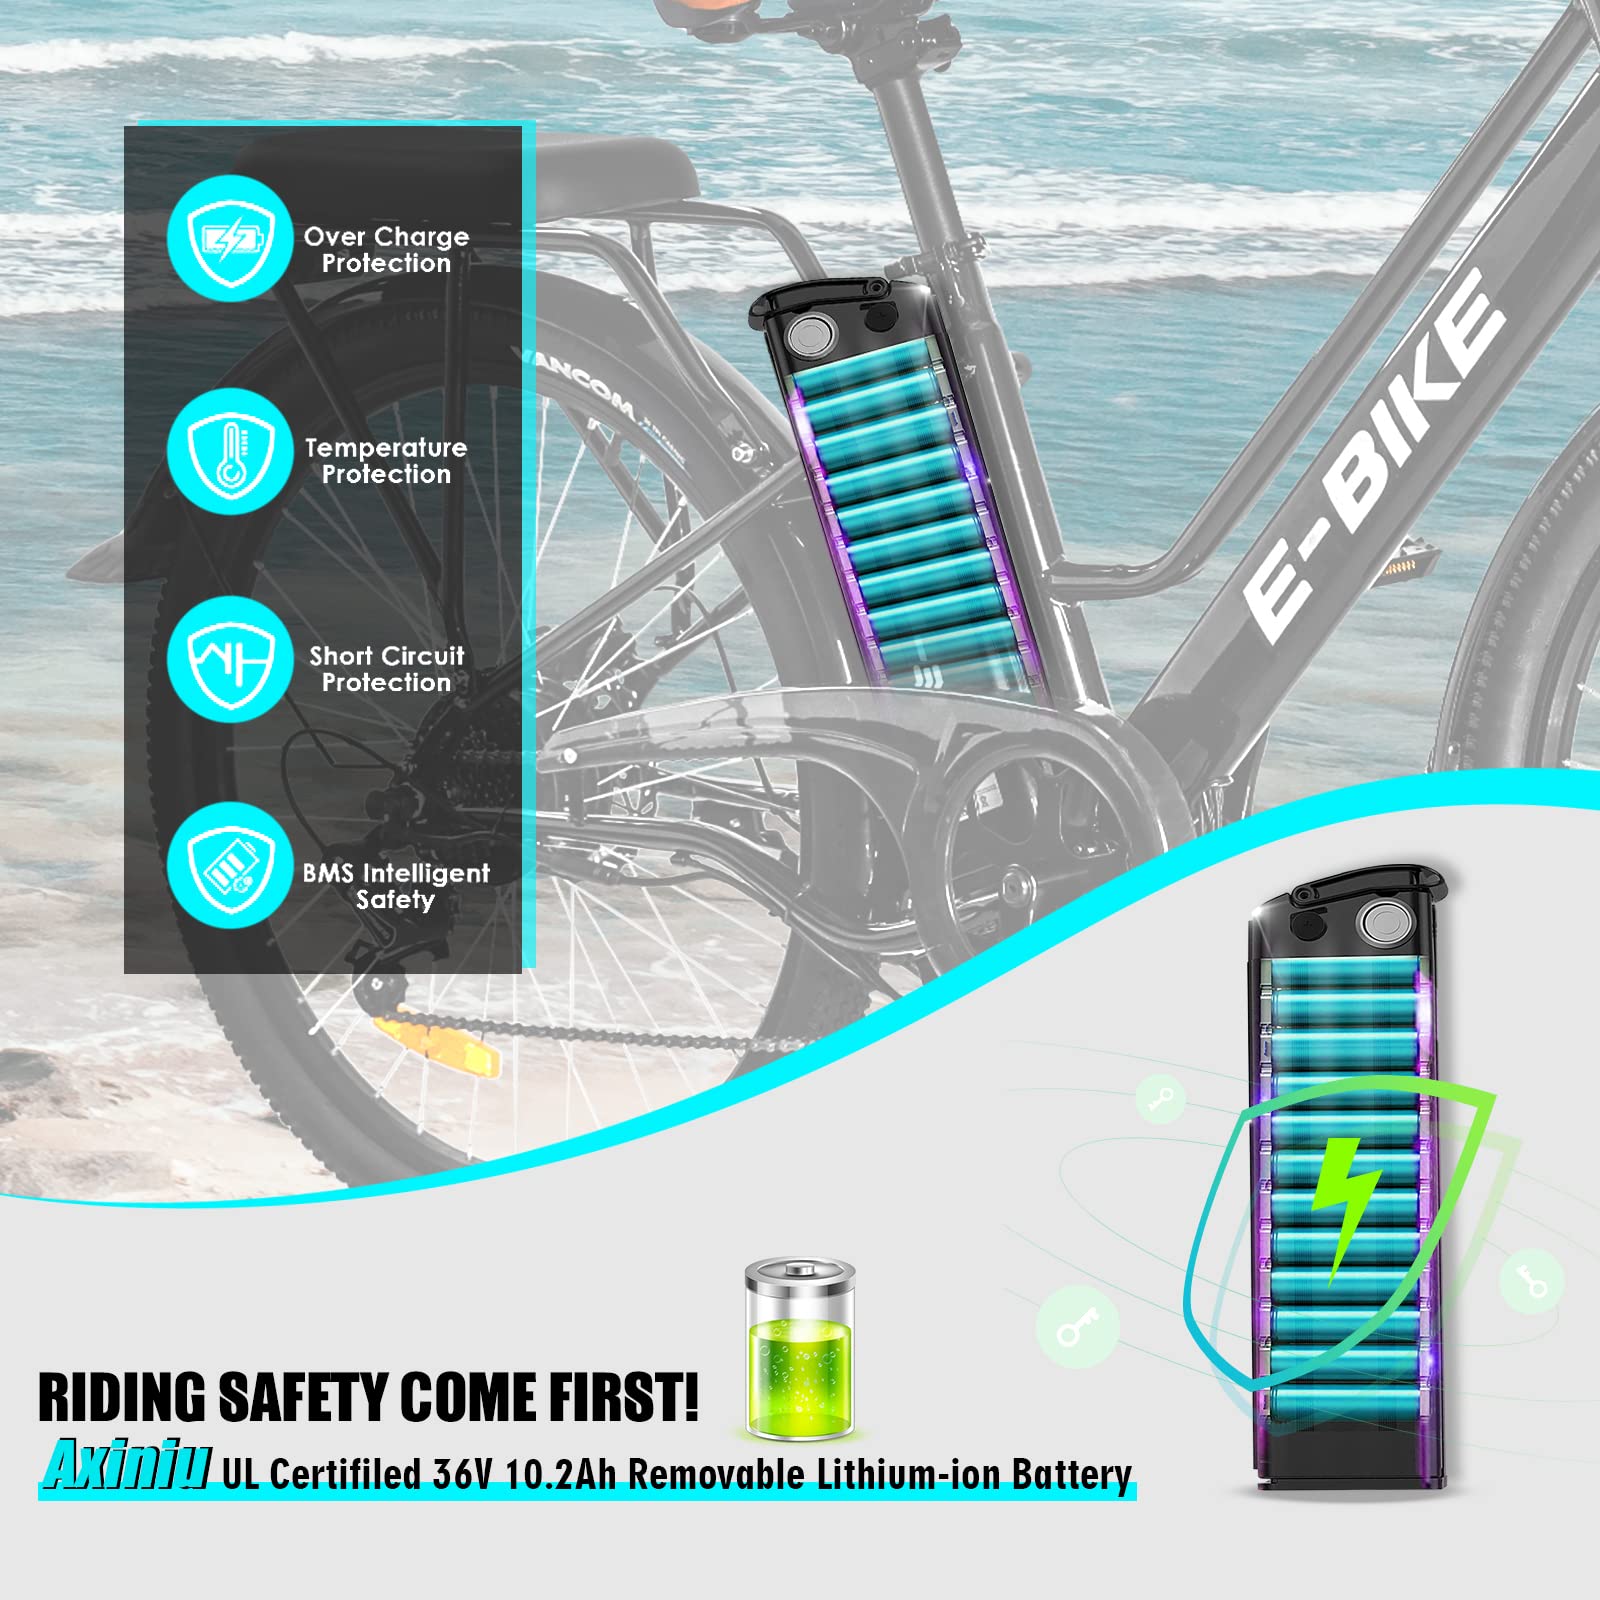 Over Charge
Protection
Temperature
Protection
Short Circuit
Protection
BMS Intelligent
Safety
VANCOM
E-BIKE
RIDING SAFETY COME FIRST!
Axiniu UL Certifiled 36V 10.2Ah Removable Lithium-ion Battery